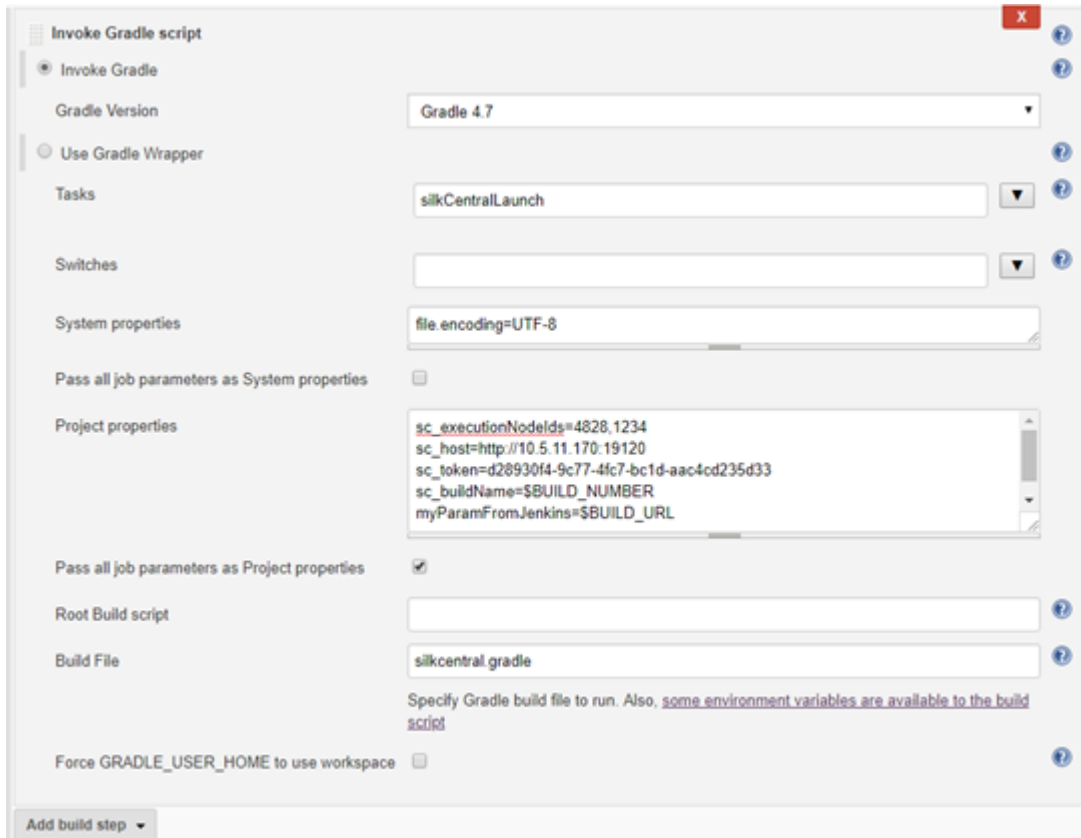 Invoke Gradle script
X
Invoke Gradle
Gradle Version
Gradle 4.7
Use Gradle Wrapper
Tasks
silkCentralLaunch
Switches
System properties
file.encoding=UTF-8
Pass all job parameters as System properties
Project properties
sc_executionNodeIds=4828,1234
sc_host=http://10.5.11.170:19120
sc_token=d28930f4-9c77-4fc7-bc1d-aac4cd235d33
sc_buildName=$BUILD_NUMBER
myParamFromJenkins=$BUILD_URL
Pass all job parameters as Project properties
Root Build script
Build File
silkcentral.gradle
Specify Gradle build file to run. Also, some environment variables are available to the build
script
Force GRADLE_USER_HOME to use workspace
Add build step